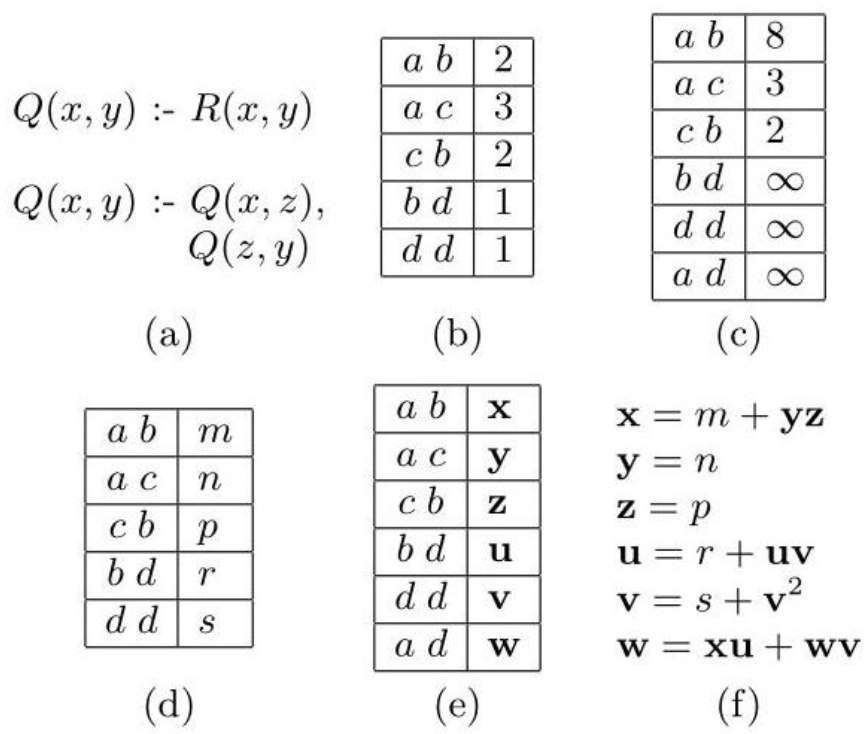 Q(x, y) :- R(x, y)
Q(x, y) :- Q(x, z),
Q(z, y)
(a)
a b 2
a c 3
c b 2
b d 1
d d 1
(b)
a b 8
a c 3
c b 2
b d ∞
d d ∞
a d ∞
(c)
a b m
a c n
c b p
b d r
d d s
(d)
a b x
a c y
c b z
b d u
d d v
a d w
(e)
x = m + yz
y = n
z = p
u = r + uv
v = s + v²
w = xu + wv
(f)